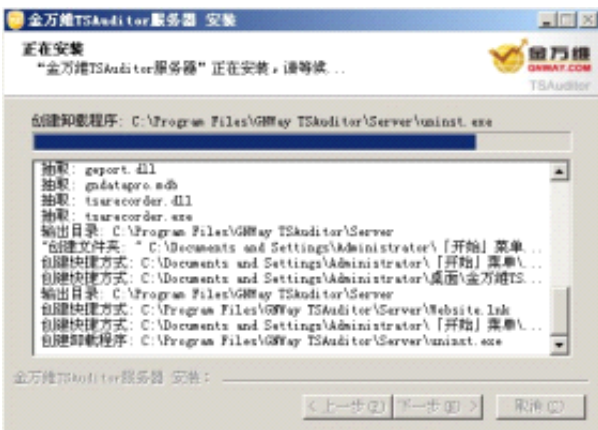 金万维TSAuditor服务器 安装
正在安装
“金万维TSAuditor服务器”正在安装，请等候...
金万维
GNWAY.COM
TSAuditor
创建卸载程序: C:\Program Files\GNWay TSAuditor\Server\uninst.exe
抽取: geport.dll
抽取: gndatapro.mdb
抽取: tsarecorder.dll
抽取: tsarecorder.exe
输出目录: C:\Program Files\GNWay TSAuditor\Server
“创建文件夹: ” C:\Documents and Settings\Administrator\「开始」菜单...
创建快捷方式: C:\Documents and Settings\Administrator\「开始」菜单\...
创建快捷方式: C:\Documents and Settings\Administrator\桌面\金万维TS...
输出目录: C:\Program Files\GNWay TSAuditor\Server
创建快捷方式: C:\Program Files\GNWay TSAuditor\Server\Website.lnk
创建快捷方式: C:\Documents and Settings\Administrator\「开始」菜单\...
创建卸载程序: C:\Program Files\GNWay TSAuditor\Server\uninst.exe
金万维TSAuditor服务器 安装:
< 上一步(P) 下一步(N) > 取消(C)